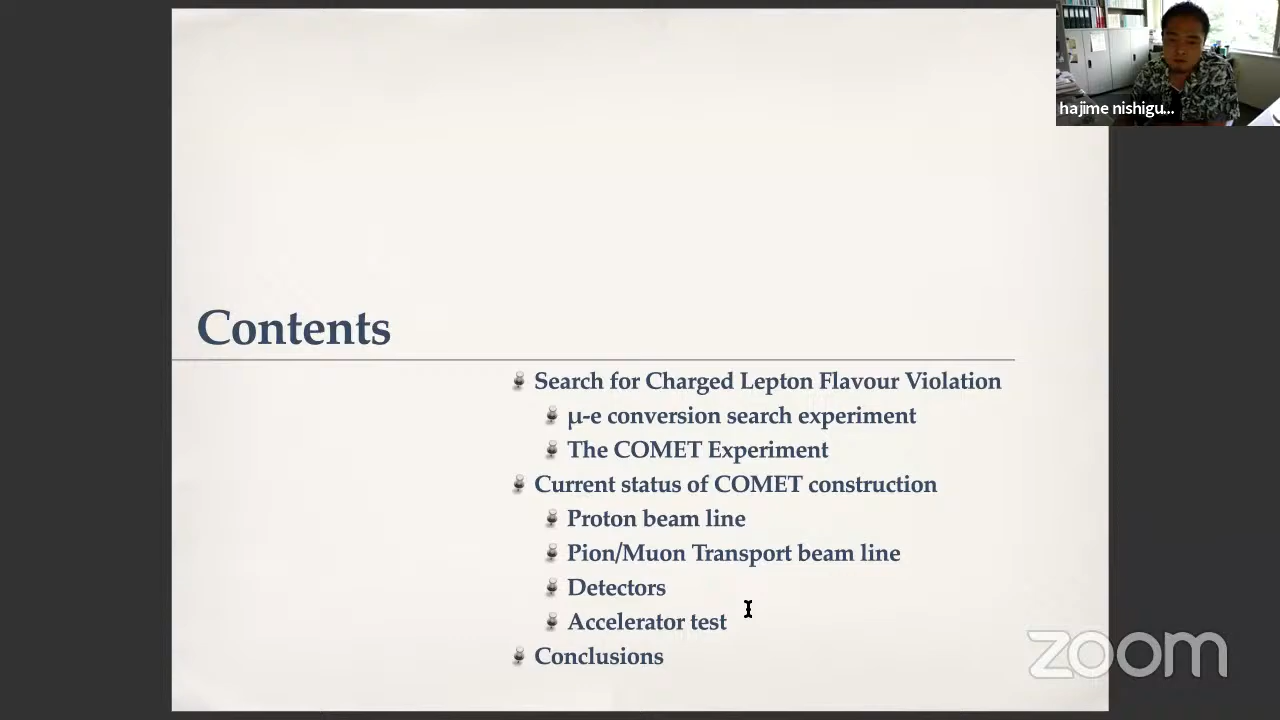 hajime nishigu...
Contents
Search for Charged Lepton Flavour Violation
μ-e conversion search experiment
The COMET Experiment
Current status of COMET construction
Proton beam line
Pion/Muon Transport beam line
Detectors
Accelerator test
Conclusions
zoom